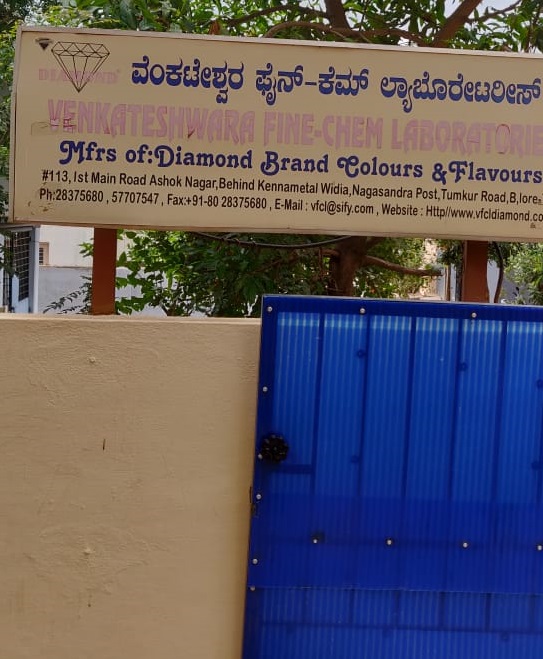 DIAMOND
ವೆಂಕಟೇಶ್ವರ ಫೈನ್-ಕೆಮ್ ಲ್ಯಾಬೊರೇಟರೀಸ್
VENKATESHWARA FINE-CHEM LABORATORIE
Mfrs of:Diamond Brand Colours & Flavours
#113, Ist Main Road Ashok Nagar,Behind Kennametal Widia,Nagasandra Post,Tumkur Road,B,lore
Ph:28375680 , 57707547 , Fax:+91-80 28375680 , E-Mail : vfcl@sify.com , Website : Http//www.vfcldiamond.co